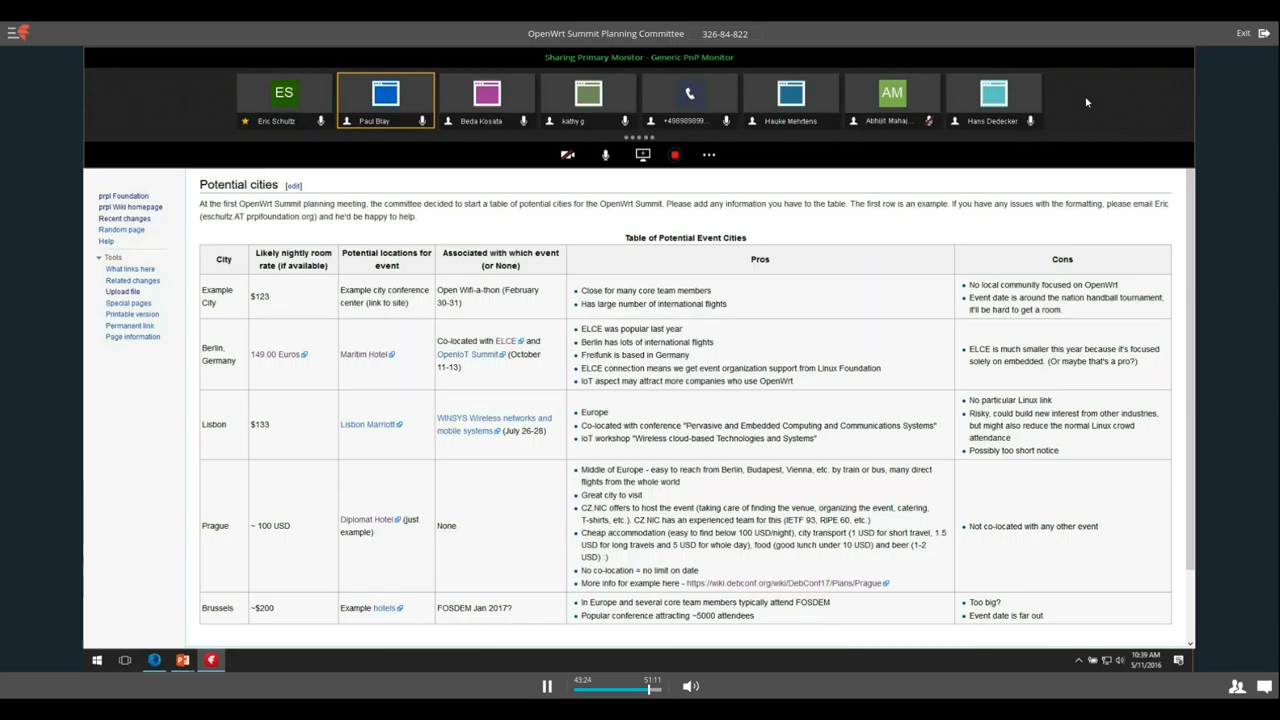 OpenWrt Summit Planning Committee 326-84-822
Exit
Sharing Primary Monitor - Generic PnP Monitor
ES
AM
Eric Schultz
Paul Blay
Beda Kosata
kathy g
+498989899...
Hauke Mehrtens
Abhijit Mahaj...
Hans Dedecker
prpl Foundation
prpl Wiki homepage
Recent changes
Random page
Help
Tools
What links here
Related changes
Upload file
Special pages
Printable version
Permanent link
Page information
Potential cities [edit]
At the first OpenWrt Summit planning meeting, the committee decided to start a table of potential cities for the OpenWrt Summit. Please add any information you have to the table. The first row is an example. If you have any issues with the formatting, please email Eric
(eschultz AT prplfoundation.org) and he'd be happy to help.
Table of Potential Event Cities
City
Likely nightly room
rate (if available)
Potential locations for
event
Associated with which event
(or None)
Pros
Cons
Example
City
$123
Example city conference
center (link to site)
Open Wifi-a-thon (February
30-31)
Close for many core team members
Has large number of international flights
No local community focused on OpenWrt
Event date is around the nation handball tournament;
it'll be hard to get a room.
Berlin,
Germany
149.00 Euros
Maritim Hotel
Co-located with ELCE and
OpenIoT Summit (October
11-13)
ELCE was popular last year
Berlin has lots of international flights
Freifunk is based in Germany
ELCE connection means we get event organization support from Linux Foundation
IoT aspect may attract more companies who use OpenWrt
ELCE is much smaller this year because it's focused
solely on embedded. (Or maybe that's a pro?)
Lisbon
$133
Lisbon Marriott
WINSYS Wireless networks and
mobile systems (July 26-28)
Europe
Co-located with conference "Pervasive and Embedded Computing and Communications Systems"
IoT workshop "Wireless cloud-based Technologies and Systems"
No particular Linux link
Risky, could build new interest from other industries,
but might also reduce the normal Linux crowd
attendance
Possibly too short notice
Prague
~ 100 USD
Diplomat Hotel (just
example)
None
Middle of Europe - easy to reach from Berlin, Budapest, Vienna, etc. by train or bus, many direct
flights from the whole world
Great city to visit
CZ.NIC offers to host the event (taking care of finding the venue, organizing the event, catering,
T-shirts, etc.). CZ.NIC has an experienced team for this (IETF 93, RIPE 60, etc.)
Cheap accommodation (easy to find below 100 USD/night), city transport (1 USD for short travel, 1.5
USD for long travels and 5 USD for whole day), food (good lunch under 10 USD) and beer (1-2
USD) :)
No co-location = no limit on date
More info for example here - https://wiki.debconf.org/wiki/DebConf17/Plans/Prague
Not co-located with any other event
Brussels
~$200
Example hotels
FOSDEM Jan 2017?
In Europe and several core team members typically attend FOSDEM
Popular conference attracting ~5000 attendees
Too big?
Event date is far out
10:39 AM
5/11/2016
43:24
51:11